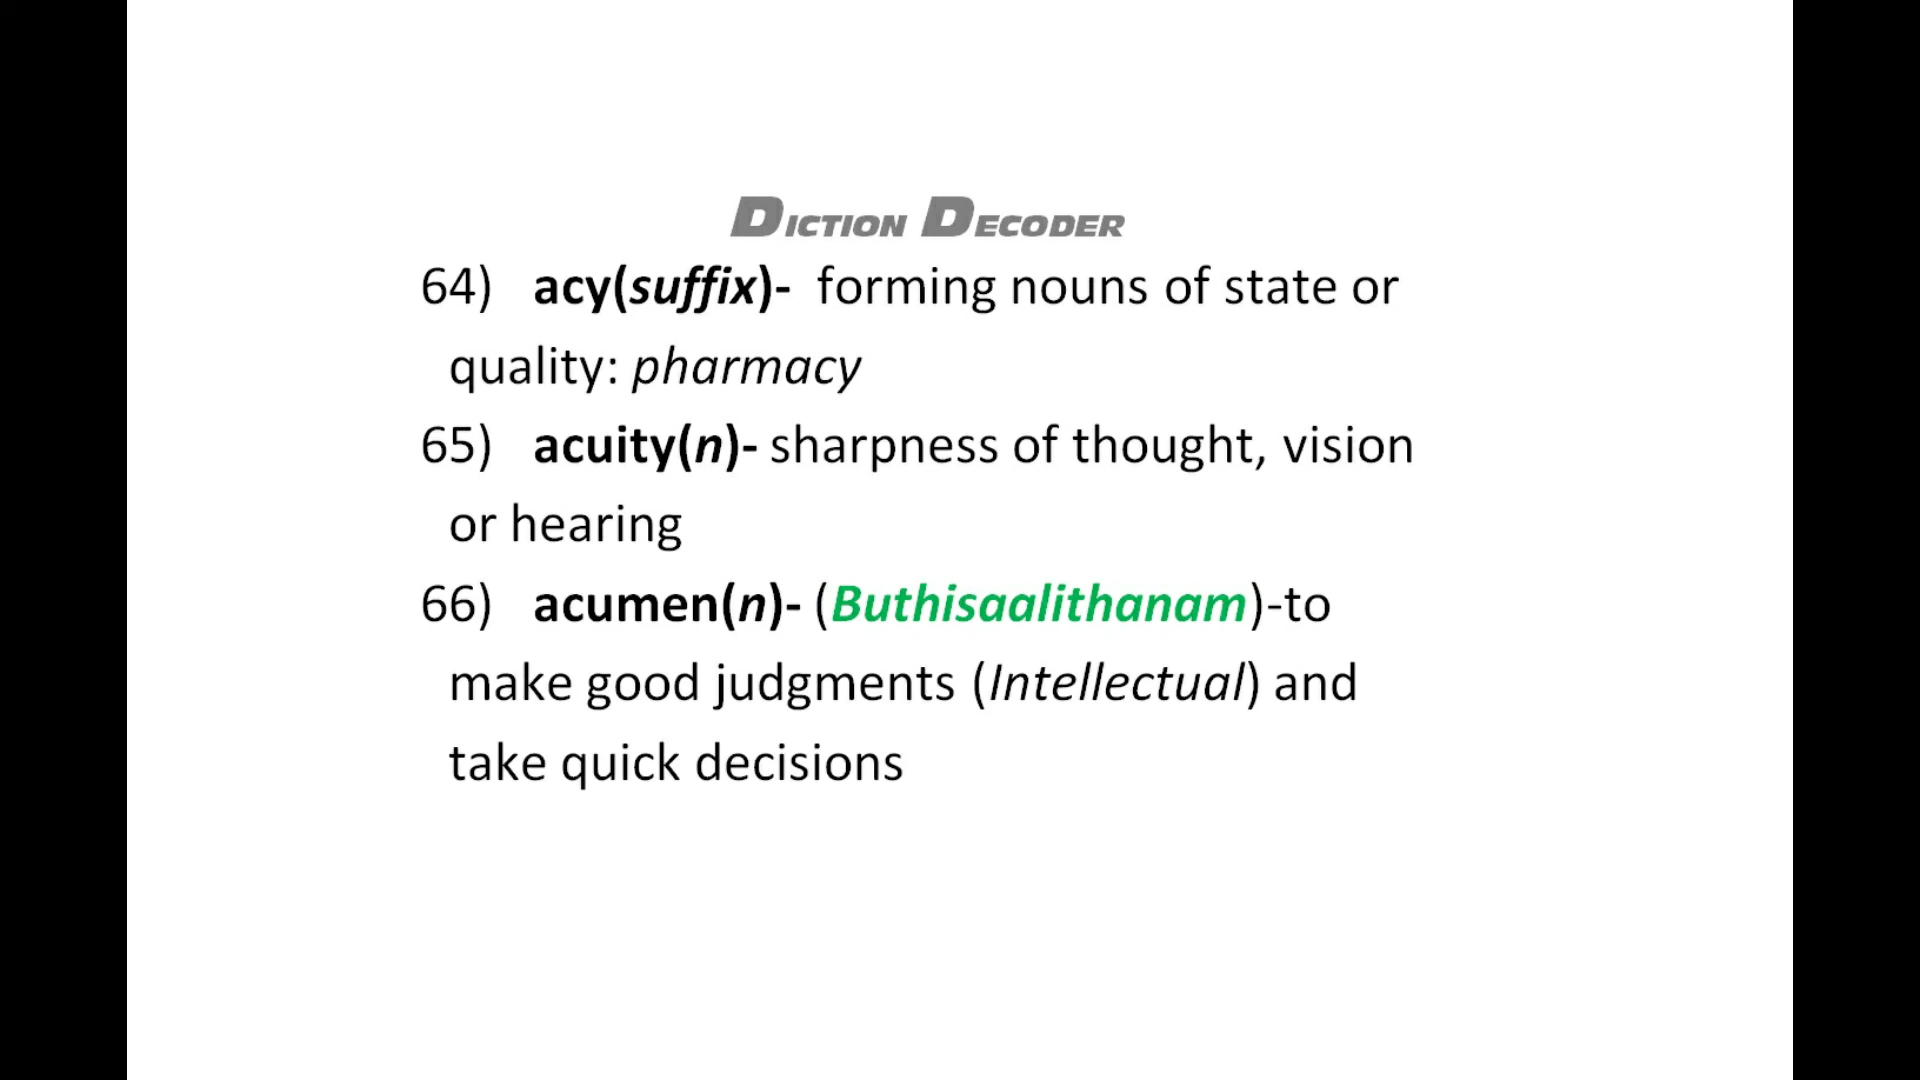 DICTION DECODER
64) acy(suffix)- forming nouns of state or
quality: pharmacy
65) acuity(n)- sharpness of thought, vision
or hearing
66) acumen(n)- (Buthisaalithanam)-to
make good judgments (Intellectual) and
take quick decisions